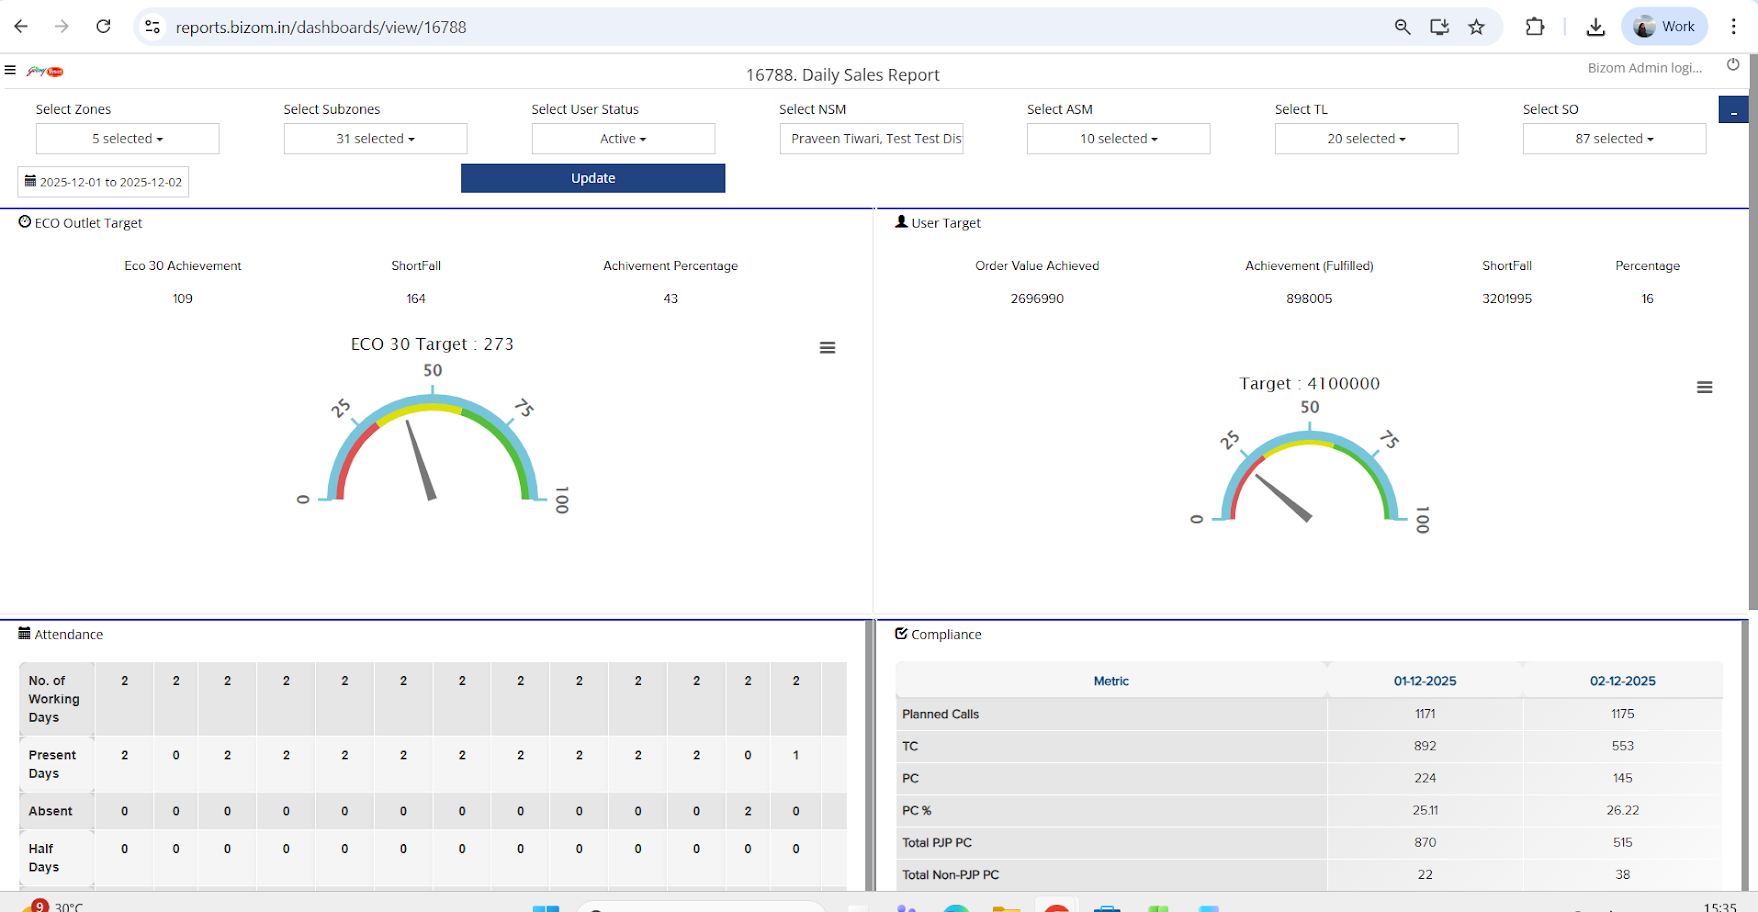 reports.bizom.in/dashboards/view/16788
Work
16788. Daily Sales Report
Bizom Admin logi...
Select Zones Select Subzones Select User Status Select NSM Select ASM Select TL Select SO
5 selected 31 selected Active Praveen Tiwari, Test Test Dis 10 selected 20 selected 87 selected
2025-12-01 to 2025-12-02
Update
ECO Outlet Target
Eco 30 Achievement ShortFall Achivement Percentage
109 164 43
ECO 30 Target : 273
0 25 50 75 100
User Target
Order Value Achieved Achievement (Fulfilled) ShortFall Percentage
2696990 898005 3201995 16
Target : 4100000
0 25 50 75 100
Attendance
No. of Working Days 2 2 2 2 2 2 2 2 2 2 2 2 2
Present Days 2 0 2 2 2 2 2 2 2 2 2 0 1
Absent 0 0 0 0 0 0 0 0 0 0 0 2 0
Half Days 0 0 0 0 0 0 0 0 0 0 0 0 0
Compliance
Metric 01-12-2025 02-12-2025
Planned Calls 1171 1175
TC 892 553
PC 224 145
PC % 25.11 26.22
Total PJP PC 870 515
Total Non-PJP PC 22 38
9
30°C
15:35